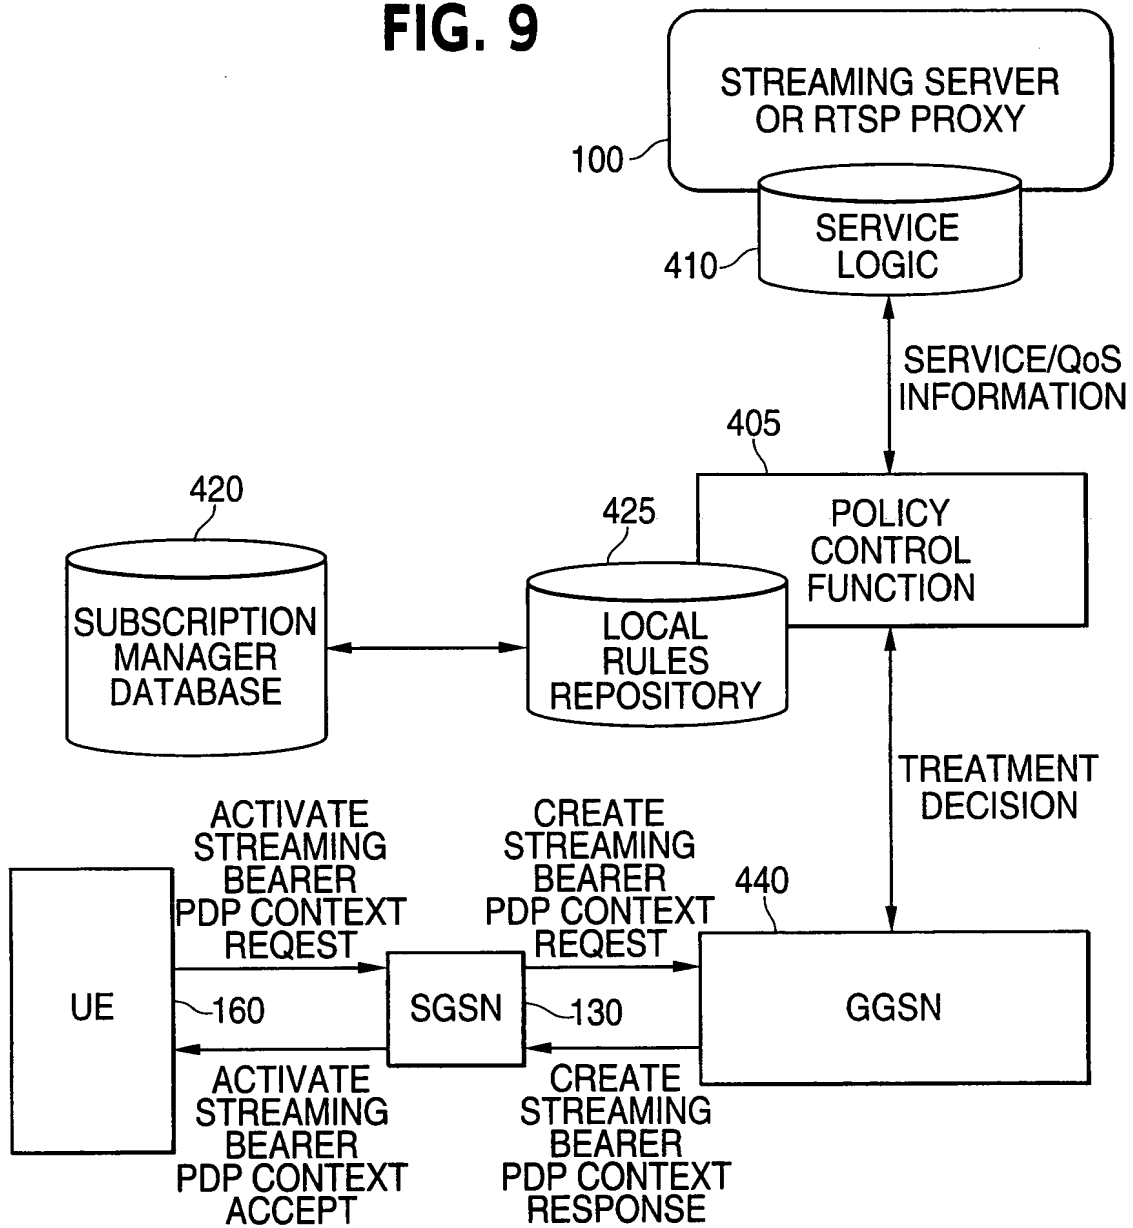 FIG. 9
STREAMING SERVER
OR RTSP PROXY
100
SERVICE
LOGIC
410
SERVICE/QoS
INFORMATION
405
POLICY
CONTROL
FUNCTION
420
425
SUBSCRIPTION
MANAGER
DATABASE
LOCAL
RULES
REPOSITORY
TREATMENT
DECISION
ACTIVATE
STREAMING
BEARER
PDP CONTEXT
REQEST
CREATE
STREAMING
BEARER
PDP CONTEXT
REQEST
440
UE
160
SGSN
130
GGSN
ACTIVATE
STREAMING
BEARER
PDP CONTEXT
ACCEPT
CREATE
STREAMING
BEARER
PDP CONTEXT
RESPONSE